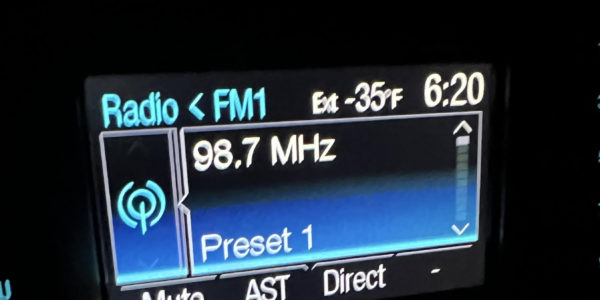 Radio < FM1 Ext -35°F 6:20
98.7 MHz
Preset 1
Mute AST Direct -